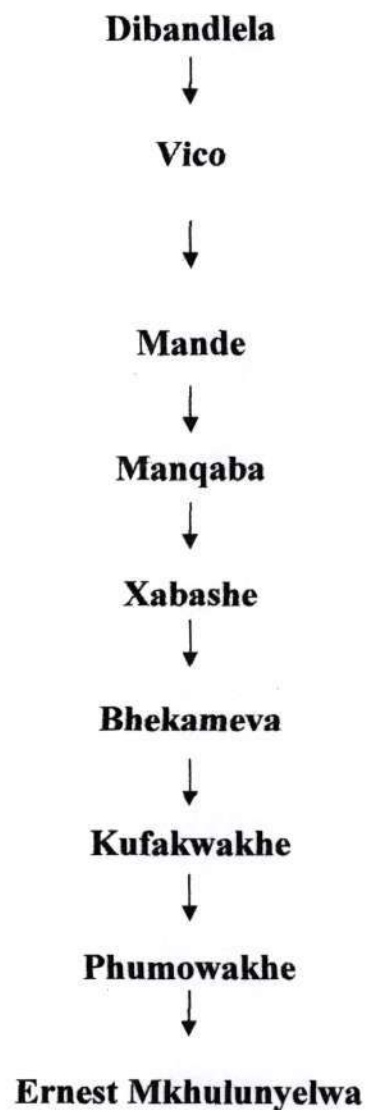 Dibandlela
Vico
Mande
Manqaba
Xabashe
Bhekameva
Kufakwakhe
Phumowakhe
Ernest Mkhulunyelwa